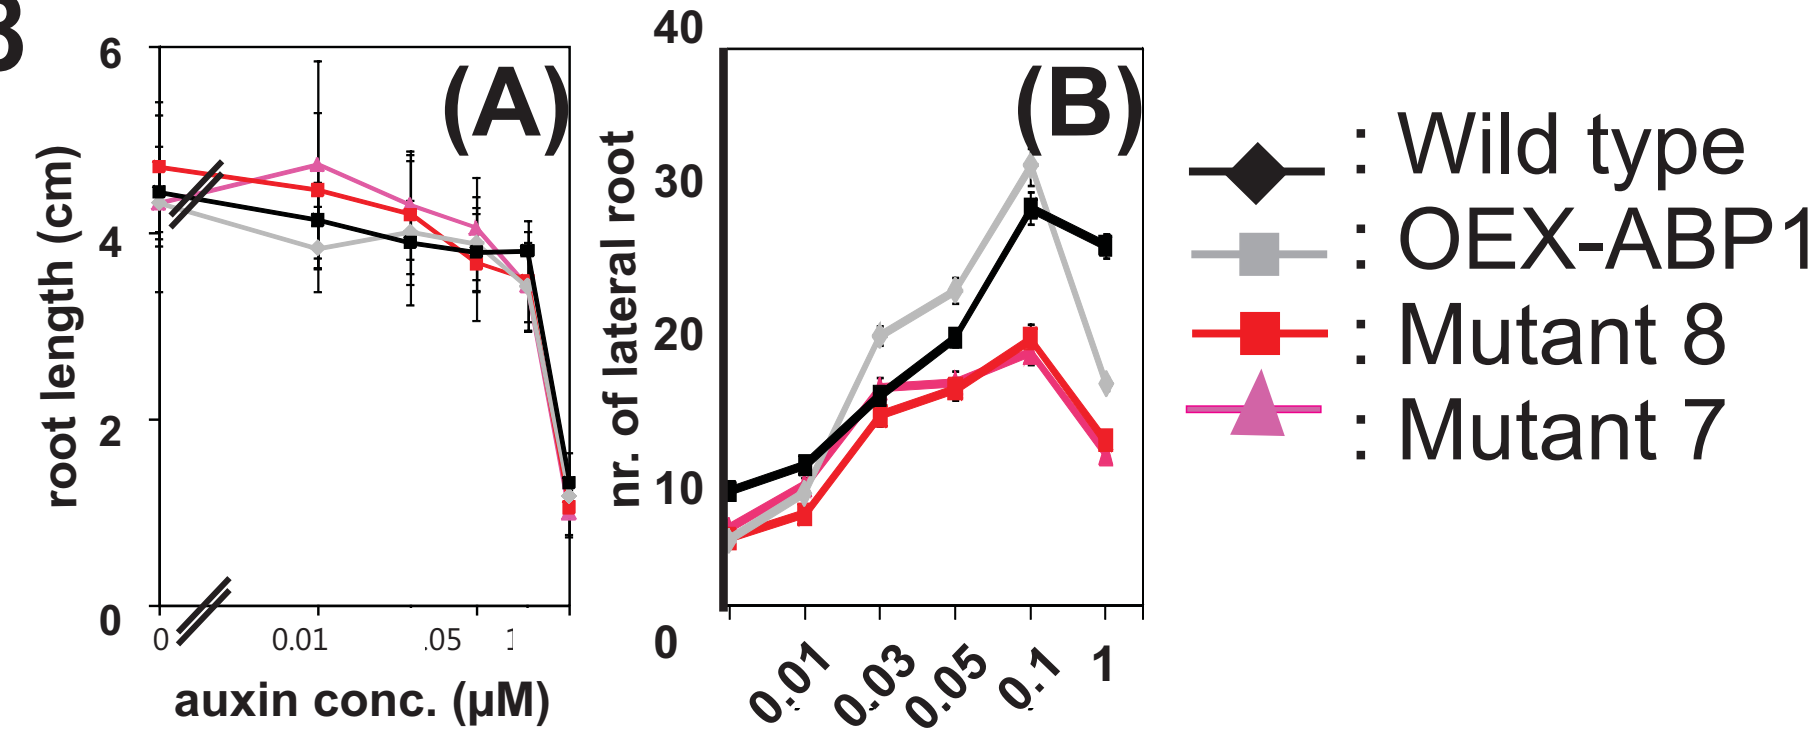 B
6
4
2
0
root length (cm)
(A)
0
0.01
.05
auxin conc. (µM)
40
30
20
10
0
nr. of lateral root
(B)
0.01
0.03
0.05
0.1
1
: Wild type
: OEX-ABP1
: Mutant 8
: Mutant 7